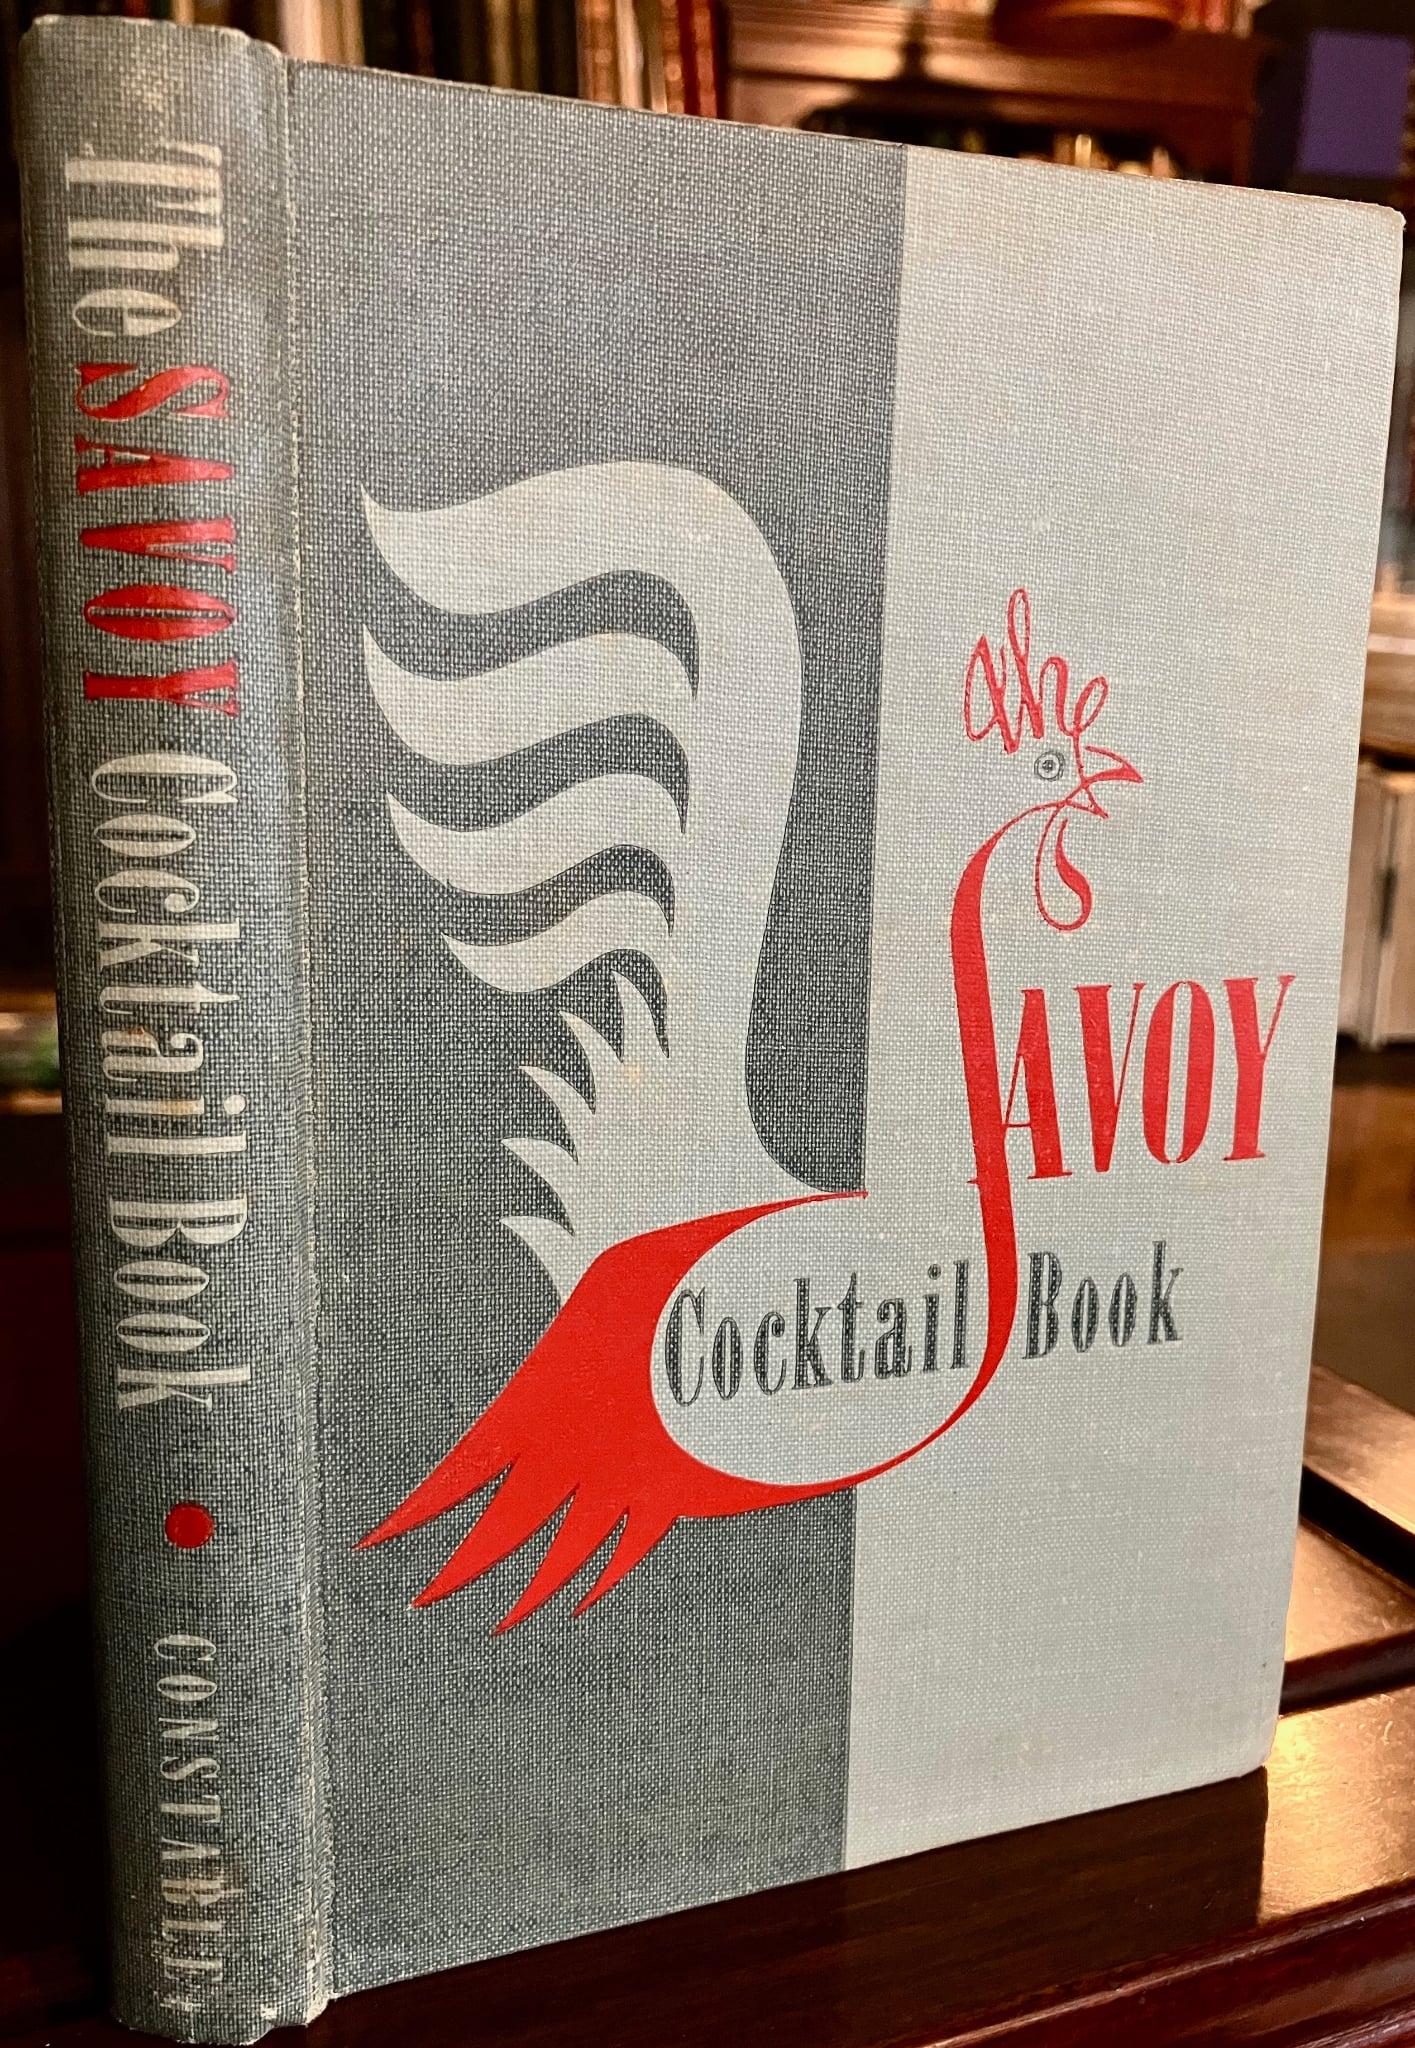 The SAVOY Cocktail Book • CONSTABLE
the
SAVOY
Cocktail Book